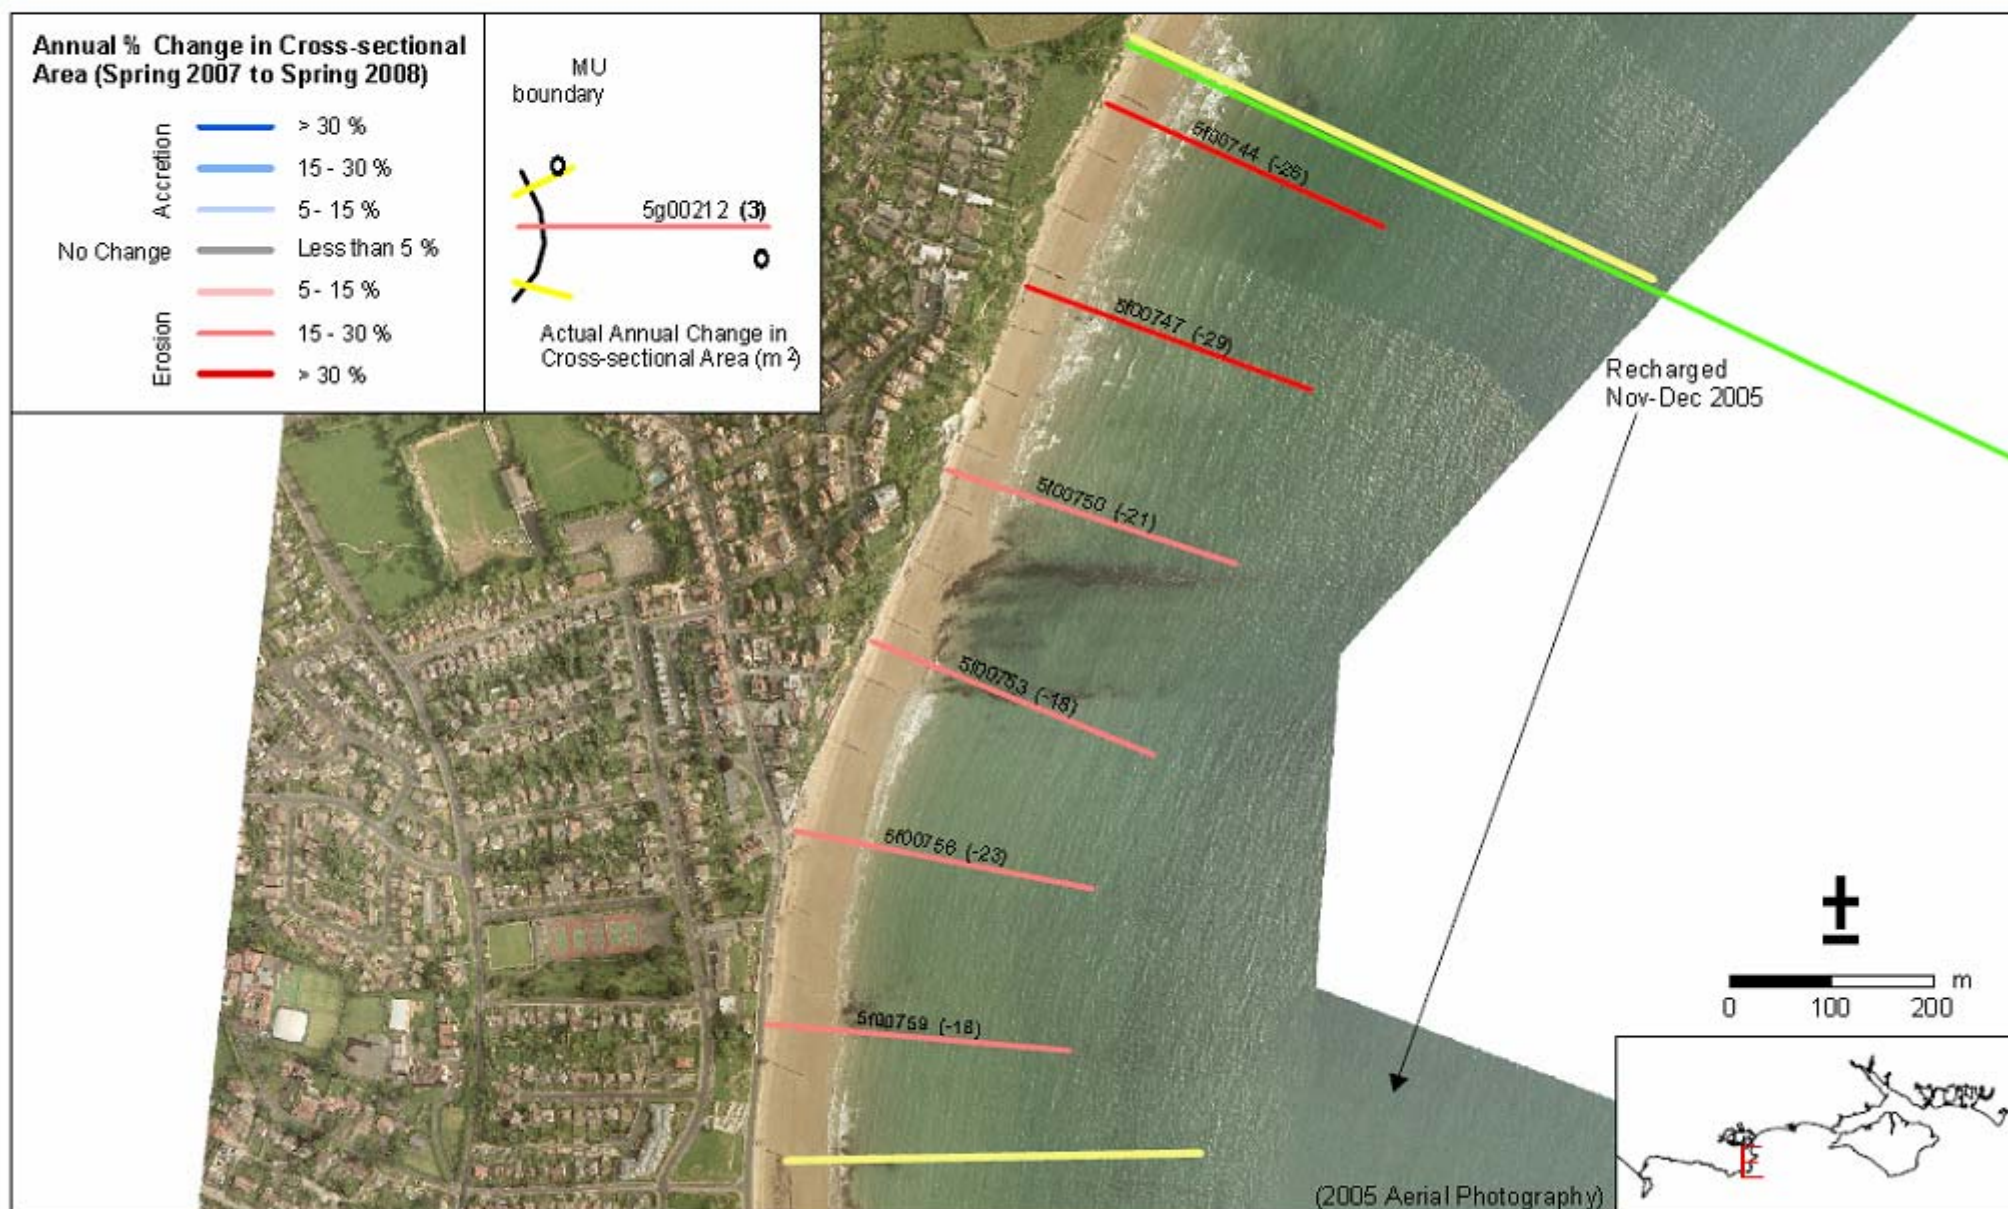 Annual % Change in Cross-sectional
Area (Spring 2007 to Spring 2008)
Accretion
> 30 %
15 - 30 %
5 - 15 %
No Change
Less than 5 %
Erosion
5 - 15 %
15 - 30 %
> 30 %
MU
boundary
5g00212 (3)
Actual Annual Change in
Cross-sectional Area (m²)
5f00744 (-26)
5f00747 (-29)
5f00750 (-21)
5f00753 (-18)
5f00756 (-23)
5f00759 (-18)
Recharged
Nov-Dec 2005
m
0 100 200
(2005 Aerial Photography)